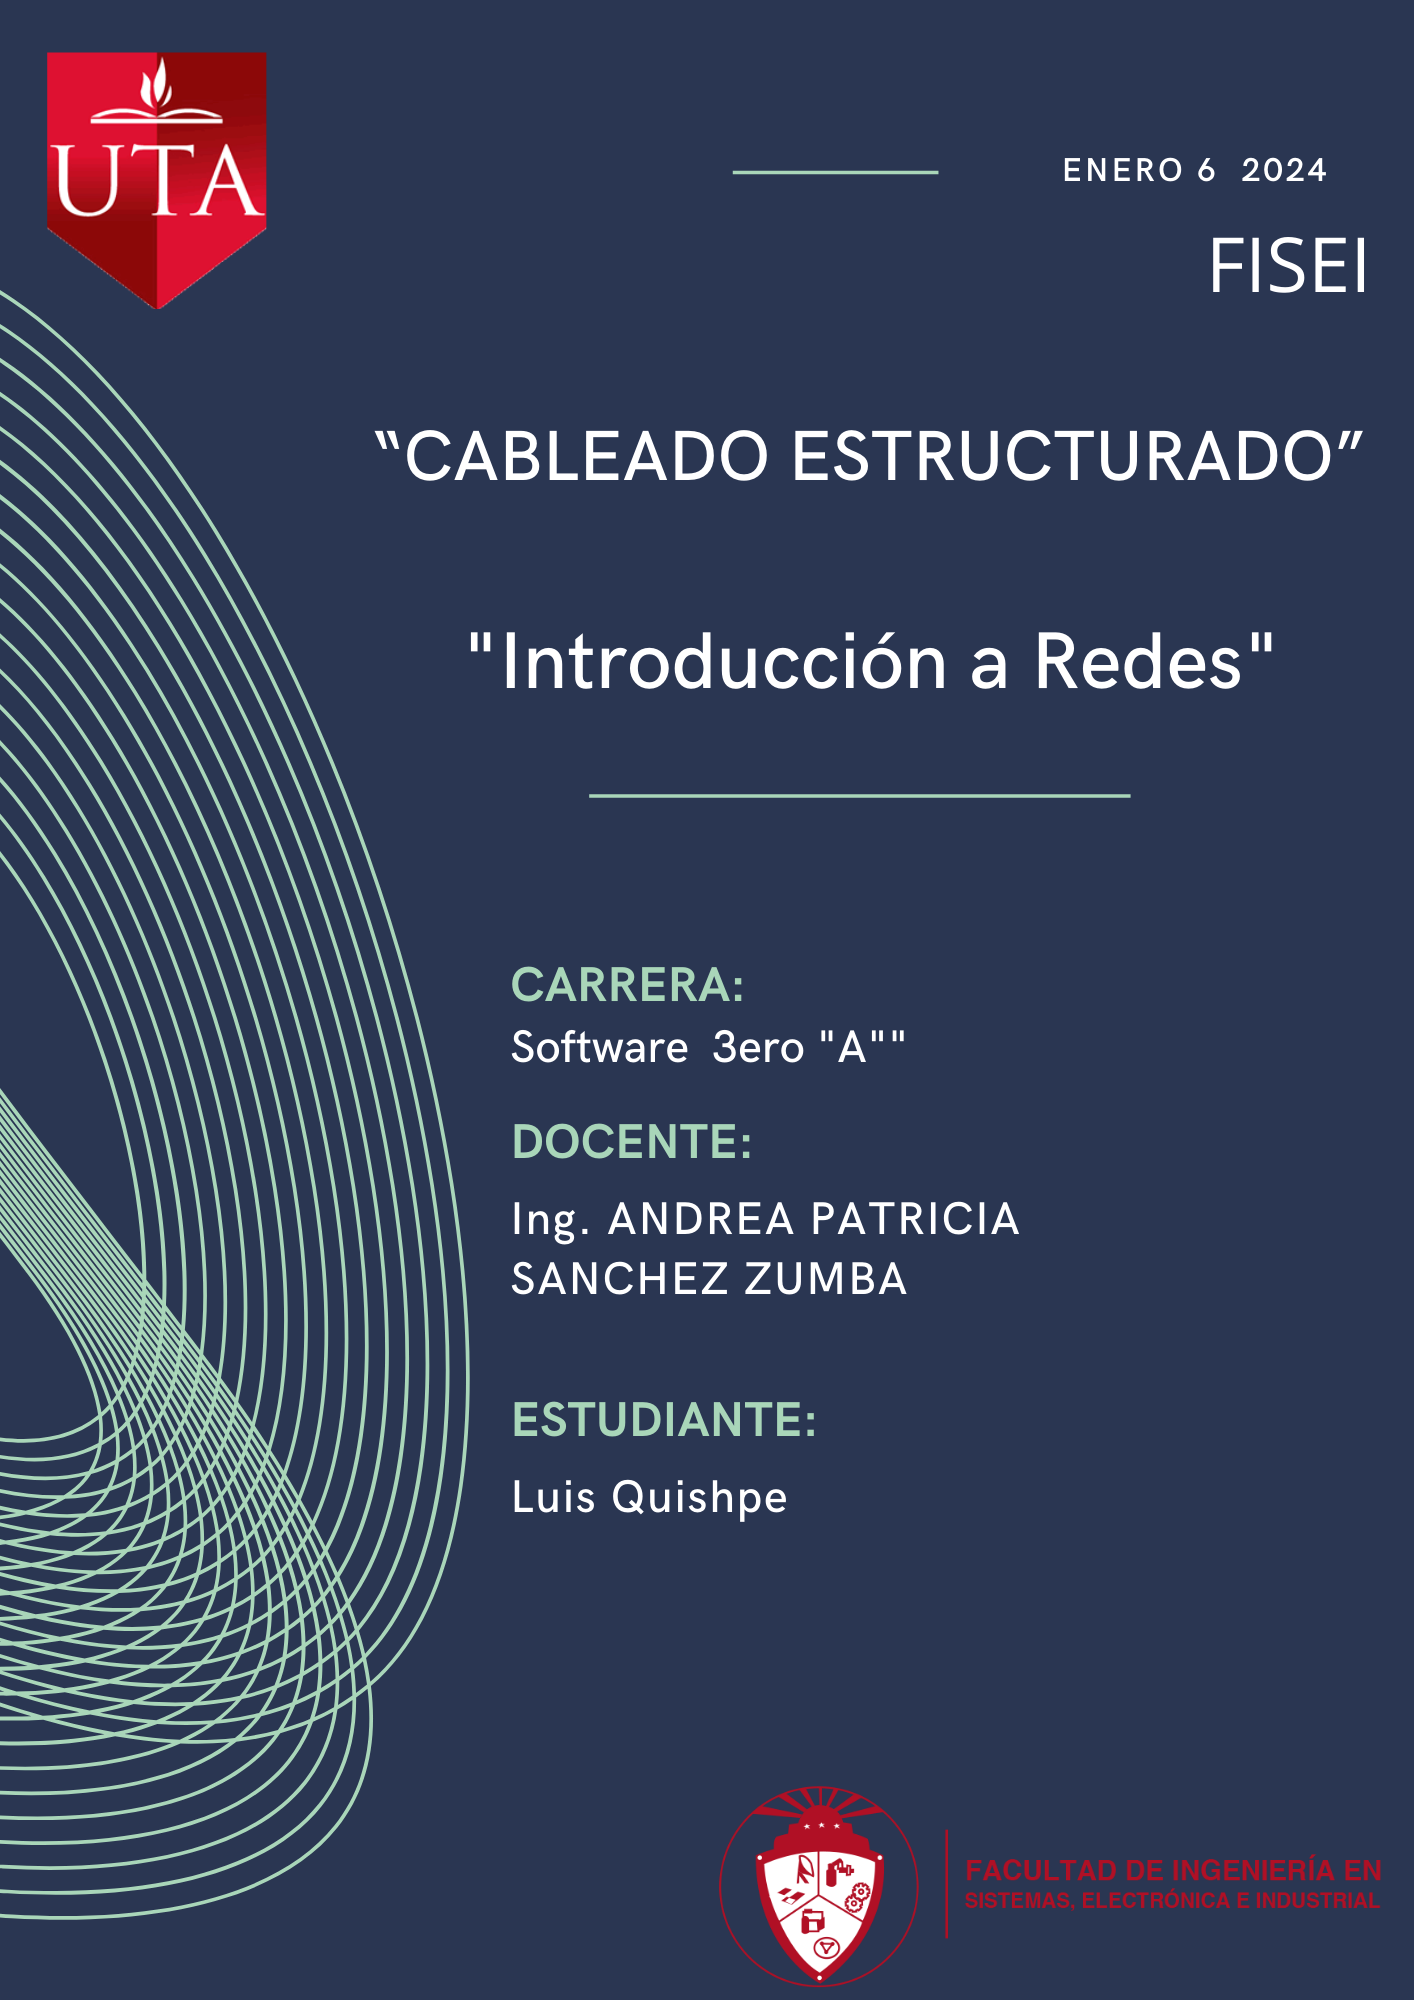 UTA
ENERO 6 2024
FISEI
“CABLEADO ESTRUCTURADO”
"Introducción a Redes"
CARRERA:
Software 3ero "A""
DOCENTE:
Ing. ANDREA PATRICIA
SANCHEZ ZUMBA
ESTUDIANTE:
Luis Quishpe
FACULTAD DE INGENIERÍA EN
SISTEMAS, ELECTRÓNICA E INDUSTRIAL